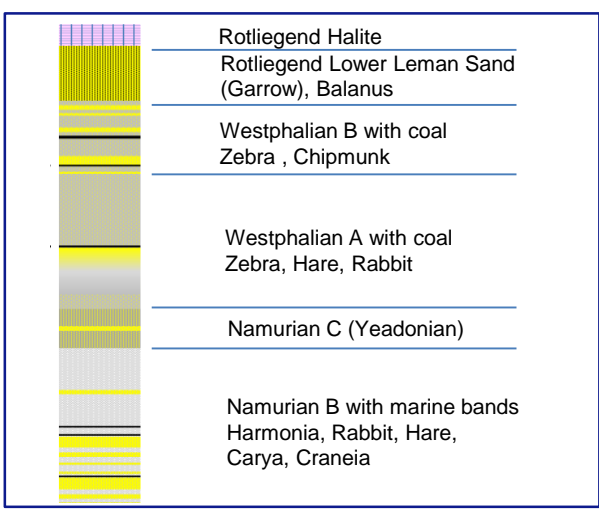 Rotliegend Halite
Rotliegend Lower Leman Sand
(Garrow), Balanus
Westphalian B with coal
Zebra , Chipmunk
Westphalian A with coal
Zebra, Hare, Rabbit
Namurian C (Yeadonian)
Namurian B with marine bands
Harmonia, Rabbit, Hare,
Carya, Craneia